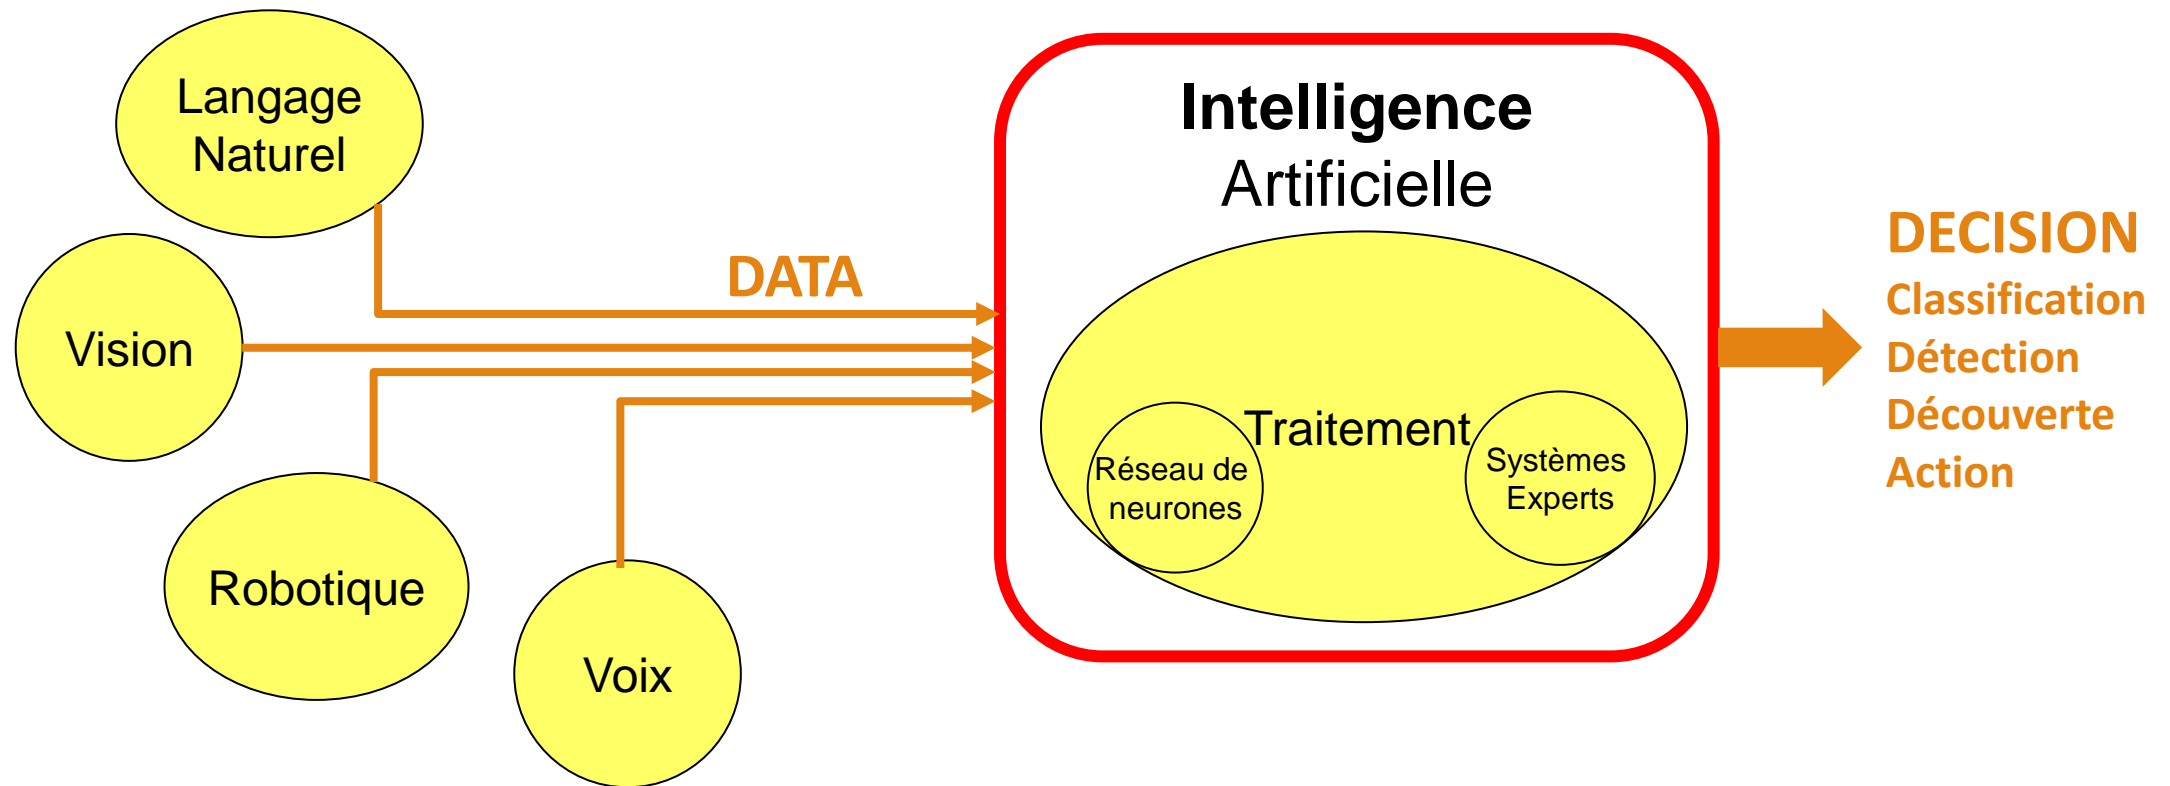 Langage
Naturel
Vision
Robotique
Voix
DATA
Intelligence
Artificielle
Traitement
Réseau de
neurones
Systèmes
Experts
DECISION
Classification
Détection
Découverte
Action